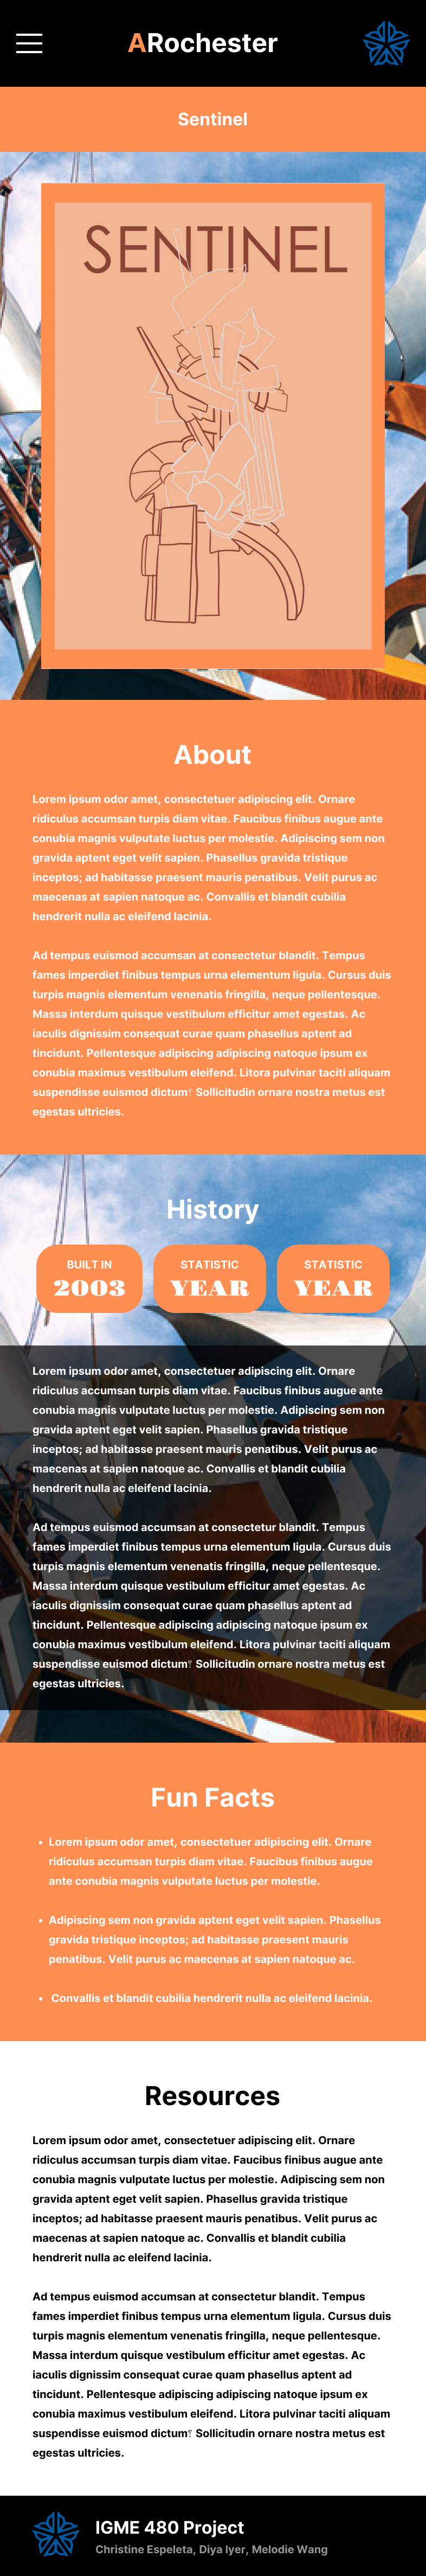 ARochester
Sentinel
SENTINEL
About
Lorem ipsum odor amet, consectetuer adipiscing elit. Ornare
ridiculus accumsan turpis diam vitae. Faucibus finibus augue ante
conubia magnis vulputate luctus per molestie. Adipiscing sem non
gravida aptent eget velit sapien. Phasellus gravida tristique
inceptos; ad habitasse praesent mauris penatibus. Velit purus ac
maecenas at sapien natoque ac. Convallis et blandit cubilia
hendrerit nulla ac eleifend lacinia.
Ad tempus euismod accumsan at consectetur blandit. Tempus
fames imperdiet finibus tempus urna elementum ligula. Cursus duis
turpis magnis elementum venenatis fringilla, neque pellentesque.
Massa interdum quisque vestibulum efficitur amet egestas. Ac
iaculis dignissim consequat curae quam phasellus aptent ad
tincidunt. Pellentesque adipiscing adipiscing natoque ipsum ex
conubia maximus vestibulum eleifend. Litora pulvinar taciti aliquam
suspendisse euismod dictum? Sollicitudin ornare nostra metus est
egestas ultricies.
History
BUILT IN
2003
STATISTIC
YEAR
STATISTIC
YEAR
Lorem ipsum odor amet, consectetuer adipiscing elit. Ornare
ridiculus accumsan turpis diam vitae. Faucibus finibus augue ante
conubia magnis vulputate luctus per molestie. Adipiscing sem non
gravida aptent eget velit sapien. Phasellus gravida tristique
inceptos; ad habitasse praesent mauris penatibus. Velit purus ac
maecenas at sapien natoque ac. Convallis et blandit cubilia
hendrerit nulla ac eleifend lacinia.
Ad tempus euismod accumsan at consectetur blandit. Tempus
fames imperdiet finibus tempus urna elementum ligula. Cursus duis
turpis magnis elementum venenatis fringilla, neque pellentesque.
Massa interdum quisque vestibulum efficitur amet egestas. Ac
iaculis dignissim consequat curae quam phasellus aptent ad
tincidunt. Pellentesque adipiscing adipiscing natoque ipsum ex
conubia maximus vestibulum eleifend. Litora pulvinar taciti aliquam
suspendisse euismod dictum? Sollicitudin ornare nostra metus est
egestas ultricies.
Fun Facts
• Lorem ipsum odor amet, consectetuer adipiscing elit. Ornare
ridiculus accumsan turpis diam vitae. Faucibus finibus augue
ante conubia magnis vulputate luctus per molestie.
• Adipiscing sem non gravida aptent eget velit sapien. Phasellus
gravida tristique inceptos; ad habitasse praesent mauris
penatibus. Velit purus ac maecenas at sapien natoque ac.
• Convallis et blandit cubilia hendrerit nulla ac eleifend lacinia.
Resources
Lorem ipsum odor amet, consectetuer adipiscing elit. Ornare
ridiculus accumsan turpis diam vitae. Faucibus finibus augue ante
conubia magnis vulputate luctus per molestie. Adipiscing sem non
gravida aptent eget velit sapien. Phasellus gravida tristique
inceptos; ad habitasse praesent mauris penatibus. Velit purus ac
maecenas at sapien natoque ac. Convallis et blandit cubilia
hendrerit nulla ac eleifend lacinia.
Ad tempus euismod accumsan at consectetur blandit. Tempus
fames imperdiet finibus tempus urna elementum ligula. Cursus duis
turpis magnis elementum venenatis fringilla, neque pellentesque.
Massa interdum quisque vestibulum efficitur amet egestas. Ac
iaculis dignissim consequat curae quam phasellus aptent ad
tincidunt. Pellentesque adipiscing adipiscing natoque ipsum ex
conubia maximus vestibulum eleifend. Litora pulvinar taciti aliquam
suspendisse euismod dictum? Sollicitudin ornare nostra metus est
egestas ultricies.
IGME 480 Project
Christine Espeleta, Diya Iyer, Melodie Wang